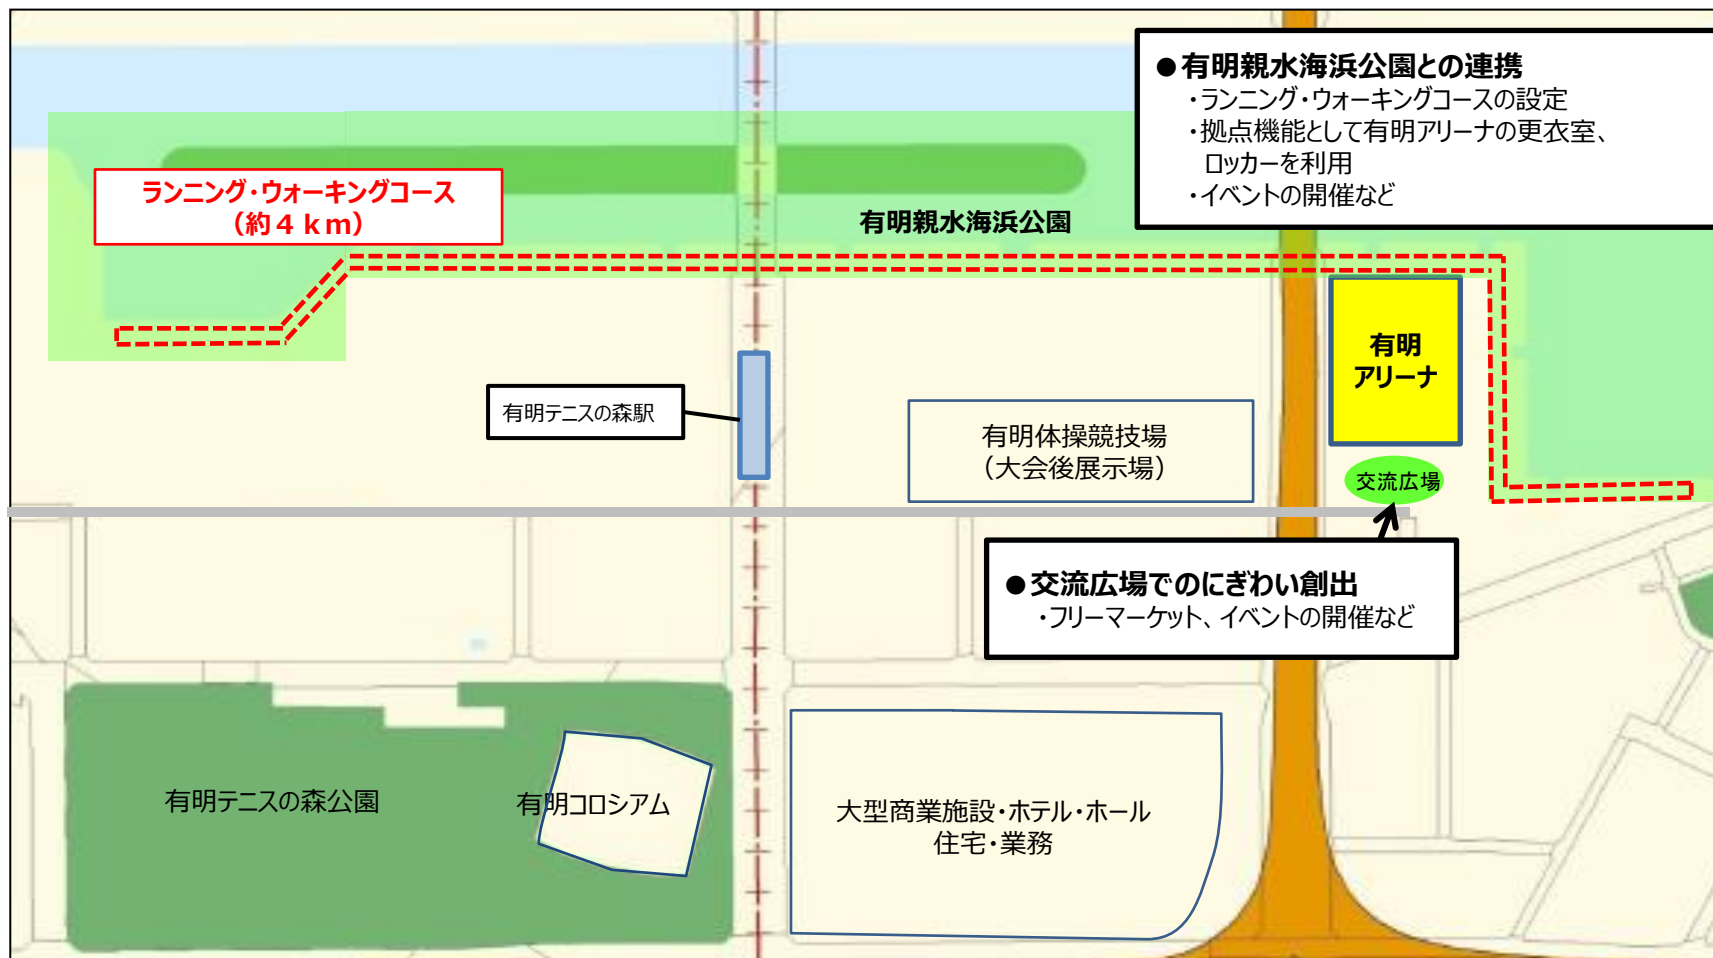 ●有明親水海浜公園との連携
・ランニング・ウォーキングコースの設定
・拠点機能として有明アリーナの更衣室、
ロッカーを利用
・イベントの開催など
ランニング・ウォーキングコース
（約４ｋｍ）
有明親水海浜公園
有明
アリーナ
有明テニスの森駅
有明体操競技場
（大会後展示場）
交流広場
●交流広場でのにぎわい創出
・フリーマーケット、イベントの開催など
有明テニスの森公園
有明コロシアム
大型商業施設・ホテル・ホール
住宅・業務